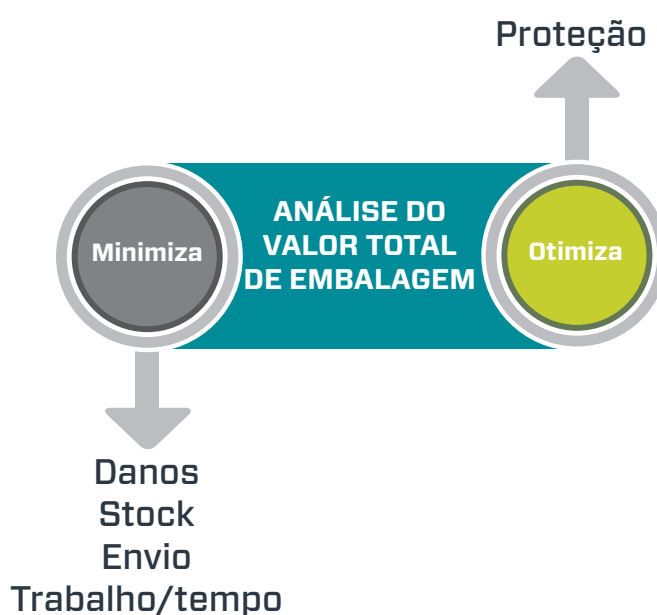 Proteção
ANÁLISE DO
VALOR TOTAL
DE EMBALAGEM
Minimiza
Otimiza
Danos
Stock
Envio
Trabalho/tempo